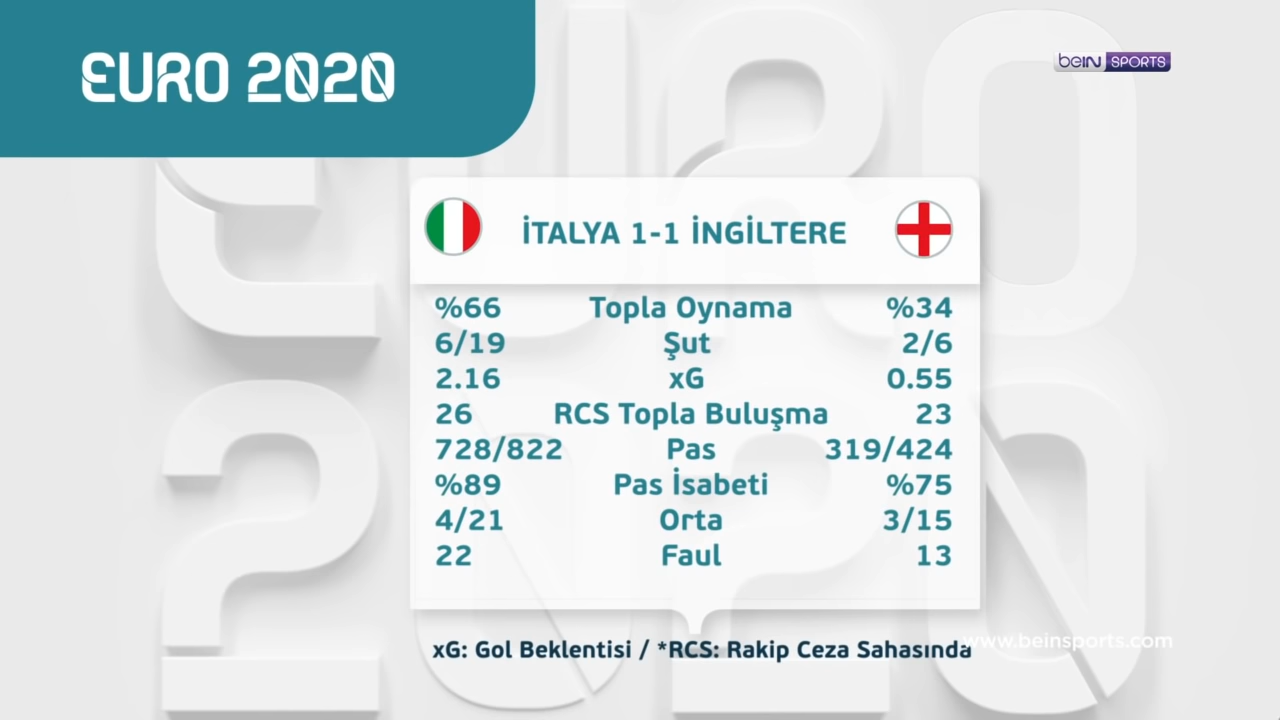 EURO 2020
beIN SPORTS
İTALYA 1-1 İNGİLTERE
%66 Topla Oynama %34
6/19 Şut 2/6
2.16 xG 0.55
26 RCS Topla Buluşma 23
728/822 Pas 319/424
%89 Pas İsabeti %75
4/21 Orta 3/15
22 Faul 13
xG: Gol Beklentisi / *RCS: Rakip Ceza Sahasında
www.beinsports.com